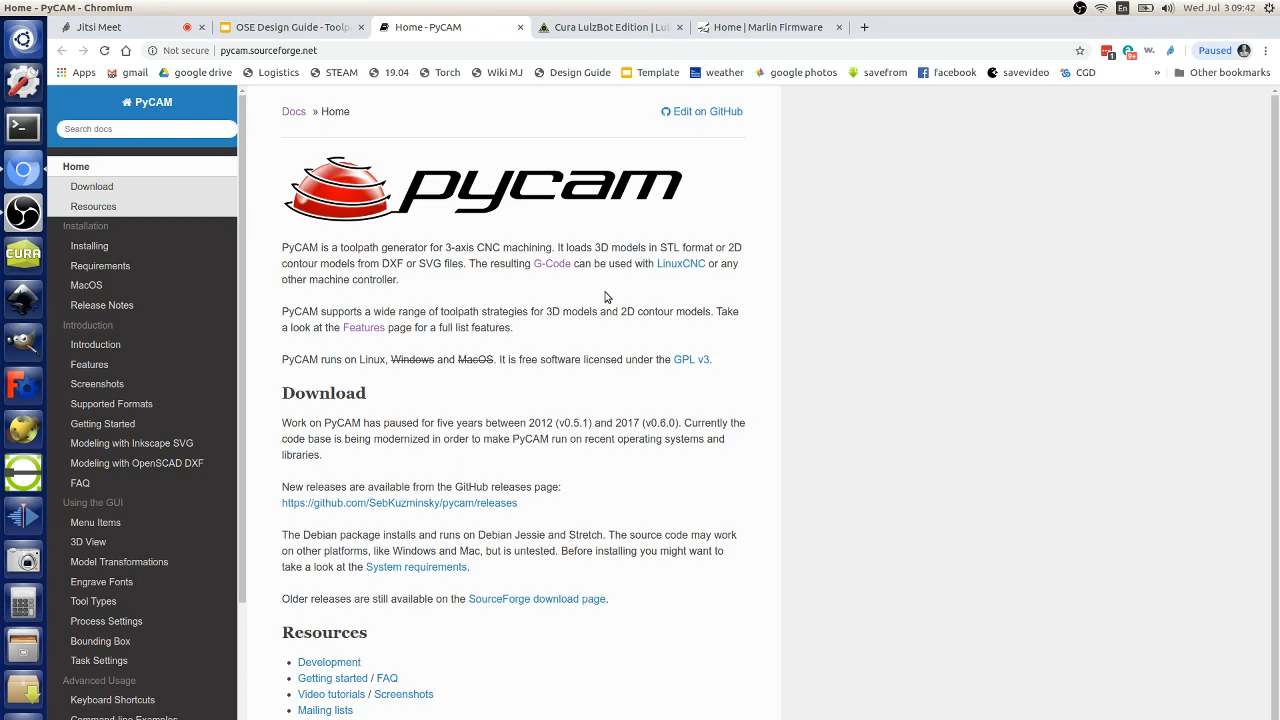 Home - PyCAM - Chromium
En
Wed Jul 3 09:42
Jitsi Meet
OSE Design Guide - Toolpa
Home - PyCAM
Cura LulzBot Edition | Lu
Home | Marlin Firmware
Not secure | pycam.sourceforge.net
1
9+
W.
Paused
Apps
gmail
google drive
Logistics
STEAM
19.04
Torch
Wiki MJ
Design Guide
Template
weather
google photos
savefrom
facebook
savevideo
CGD
»
Other bookmarks
PyCAM
Search docs
Home
Download
Resources
Installation
Installing
Requirements
MacOS
Release Notes
Introduction
Introduction
Features
Screenshots
Supported Formats
Getting Started
Modeling with Inkscape SVG
Modeling with OpenSCAD DXF
FAQ
Using the GUI
Menu Items
3D View
Model Transformations
Engrave Fonts
Tool Types
Process Settings
Bounding Box
Task Settings
Advanced Usage
Keyboard Shortcuts
Command-line Examples
CURA
Docs » Home
Edit on GitHub
pycam
PyCAM is a toolpath generator for 3-axis CNC machining. It loads 3D models in STL format or 2D
contour models from DXF or SVG files. The resulting G-Code can be used with LinuxCNC or any
other machine controller.
PyCAM supports a wide range of toolpath strategies for 3D models and 2D contour models. Take
a look at the Features page for a full list features.
PyCAM runs on Linux, Windows and MacOS. It is free software licensed under the GPL v3.
Download
Work on PyCAM has paused for five years between 2012 (v0.5.1) and 2017 (v0.6.0). Currently the
code base is being modernized in order to make PyCAM run on recent operating systems and
libraries.
New releases are available from the GitHub releases page:
https://github.com/SebKuzminsky/pycam/releases
The Debian package installs and runs on Debian Jessie and Stretch. The source code may work
on other platforms, like Windows and Mac, but is untested. Before installing you might want to
take a look at the System requirements.
Older releases are still available on the SourceForge download page.
Resources
Development
Getting started / FAQ
Video tutorials / Screenshots
Mailing lists